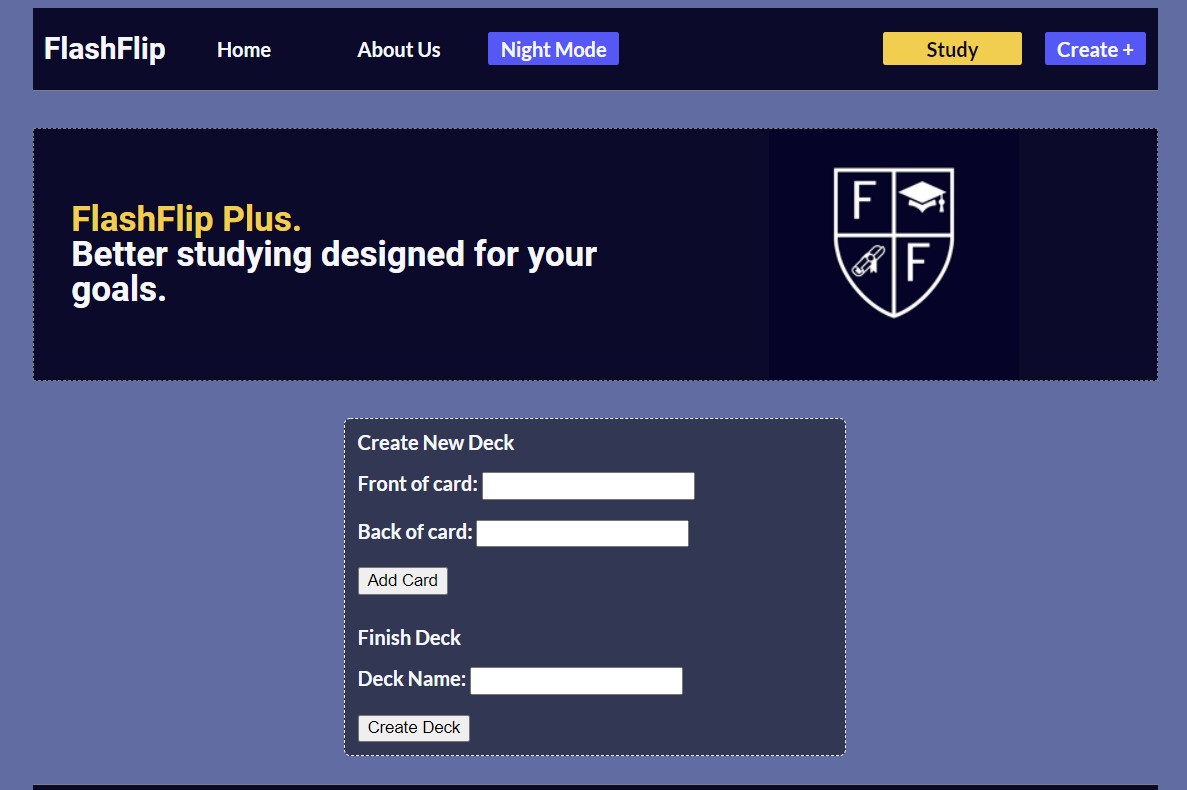 FlashFlip Home About Us Night Mode Study Create +
FlashFlip Plus.
Better studying designed for your
goals.
F
F
Create New Deck
Front of card:
Back of card:
Add Card
Finish Deck
Deck Name:
Create Deck